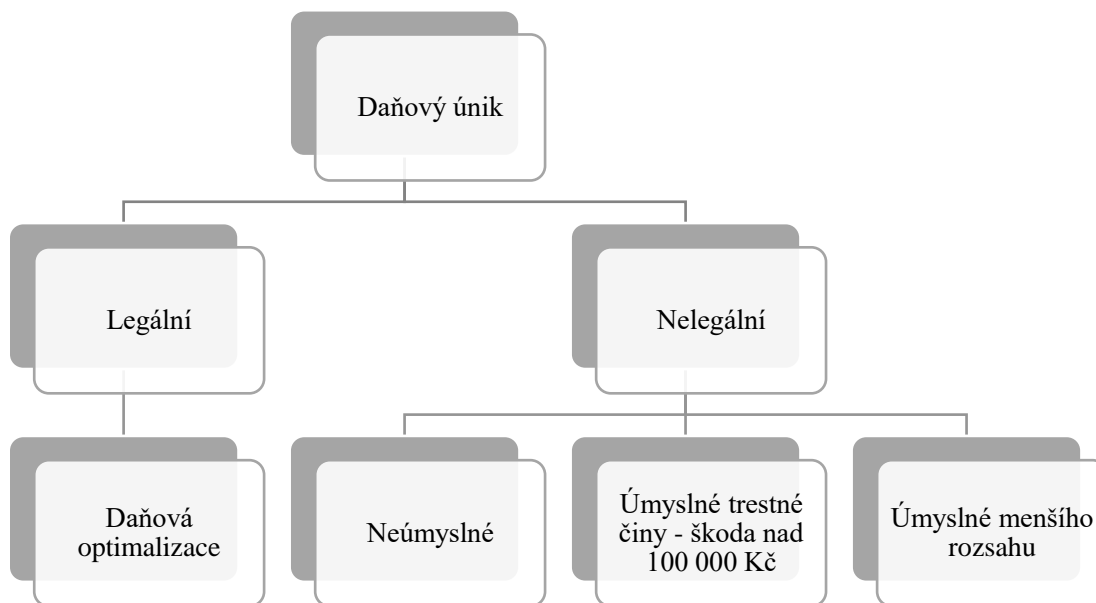 Daňový únik
Legální
Nelegální
Daňová
optimalizace
Neúmyslné
Úmyslné trestné
činy - škoda nad
100 000 Kč
Úmyslné menšího
rozsahu